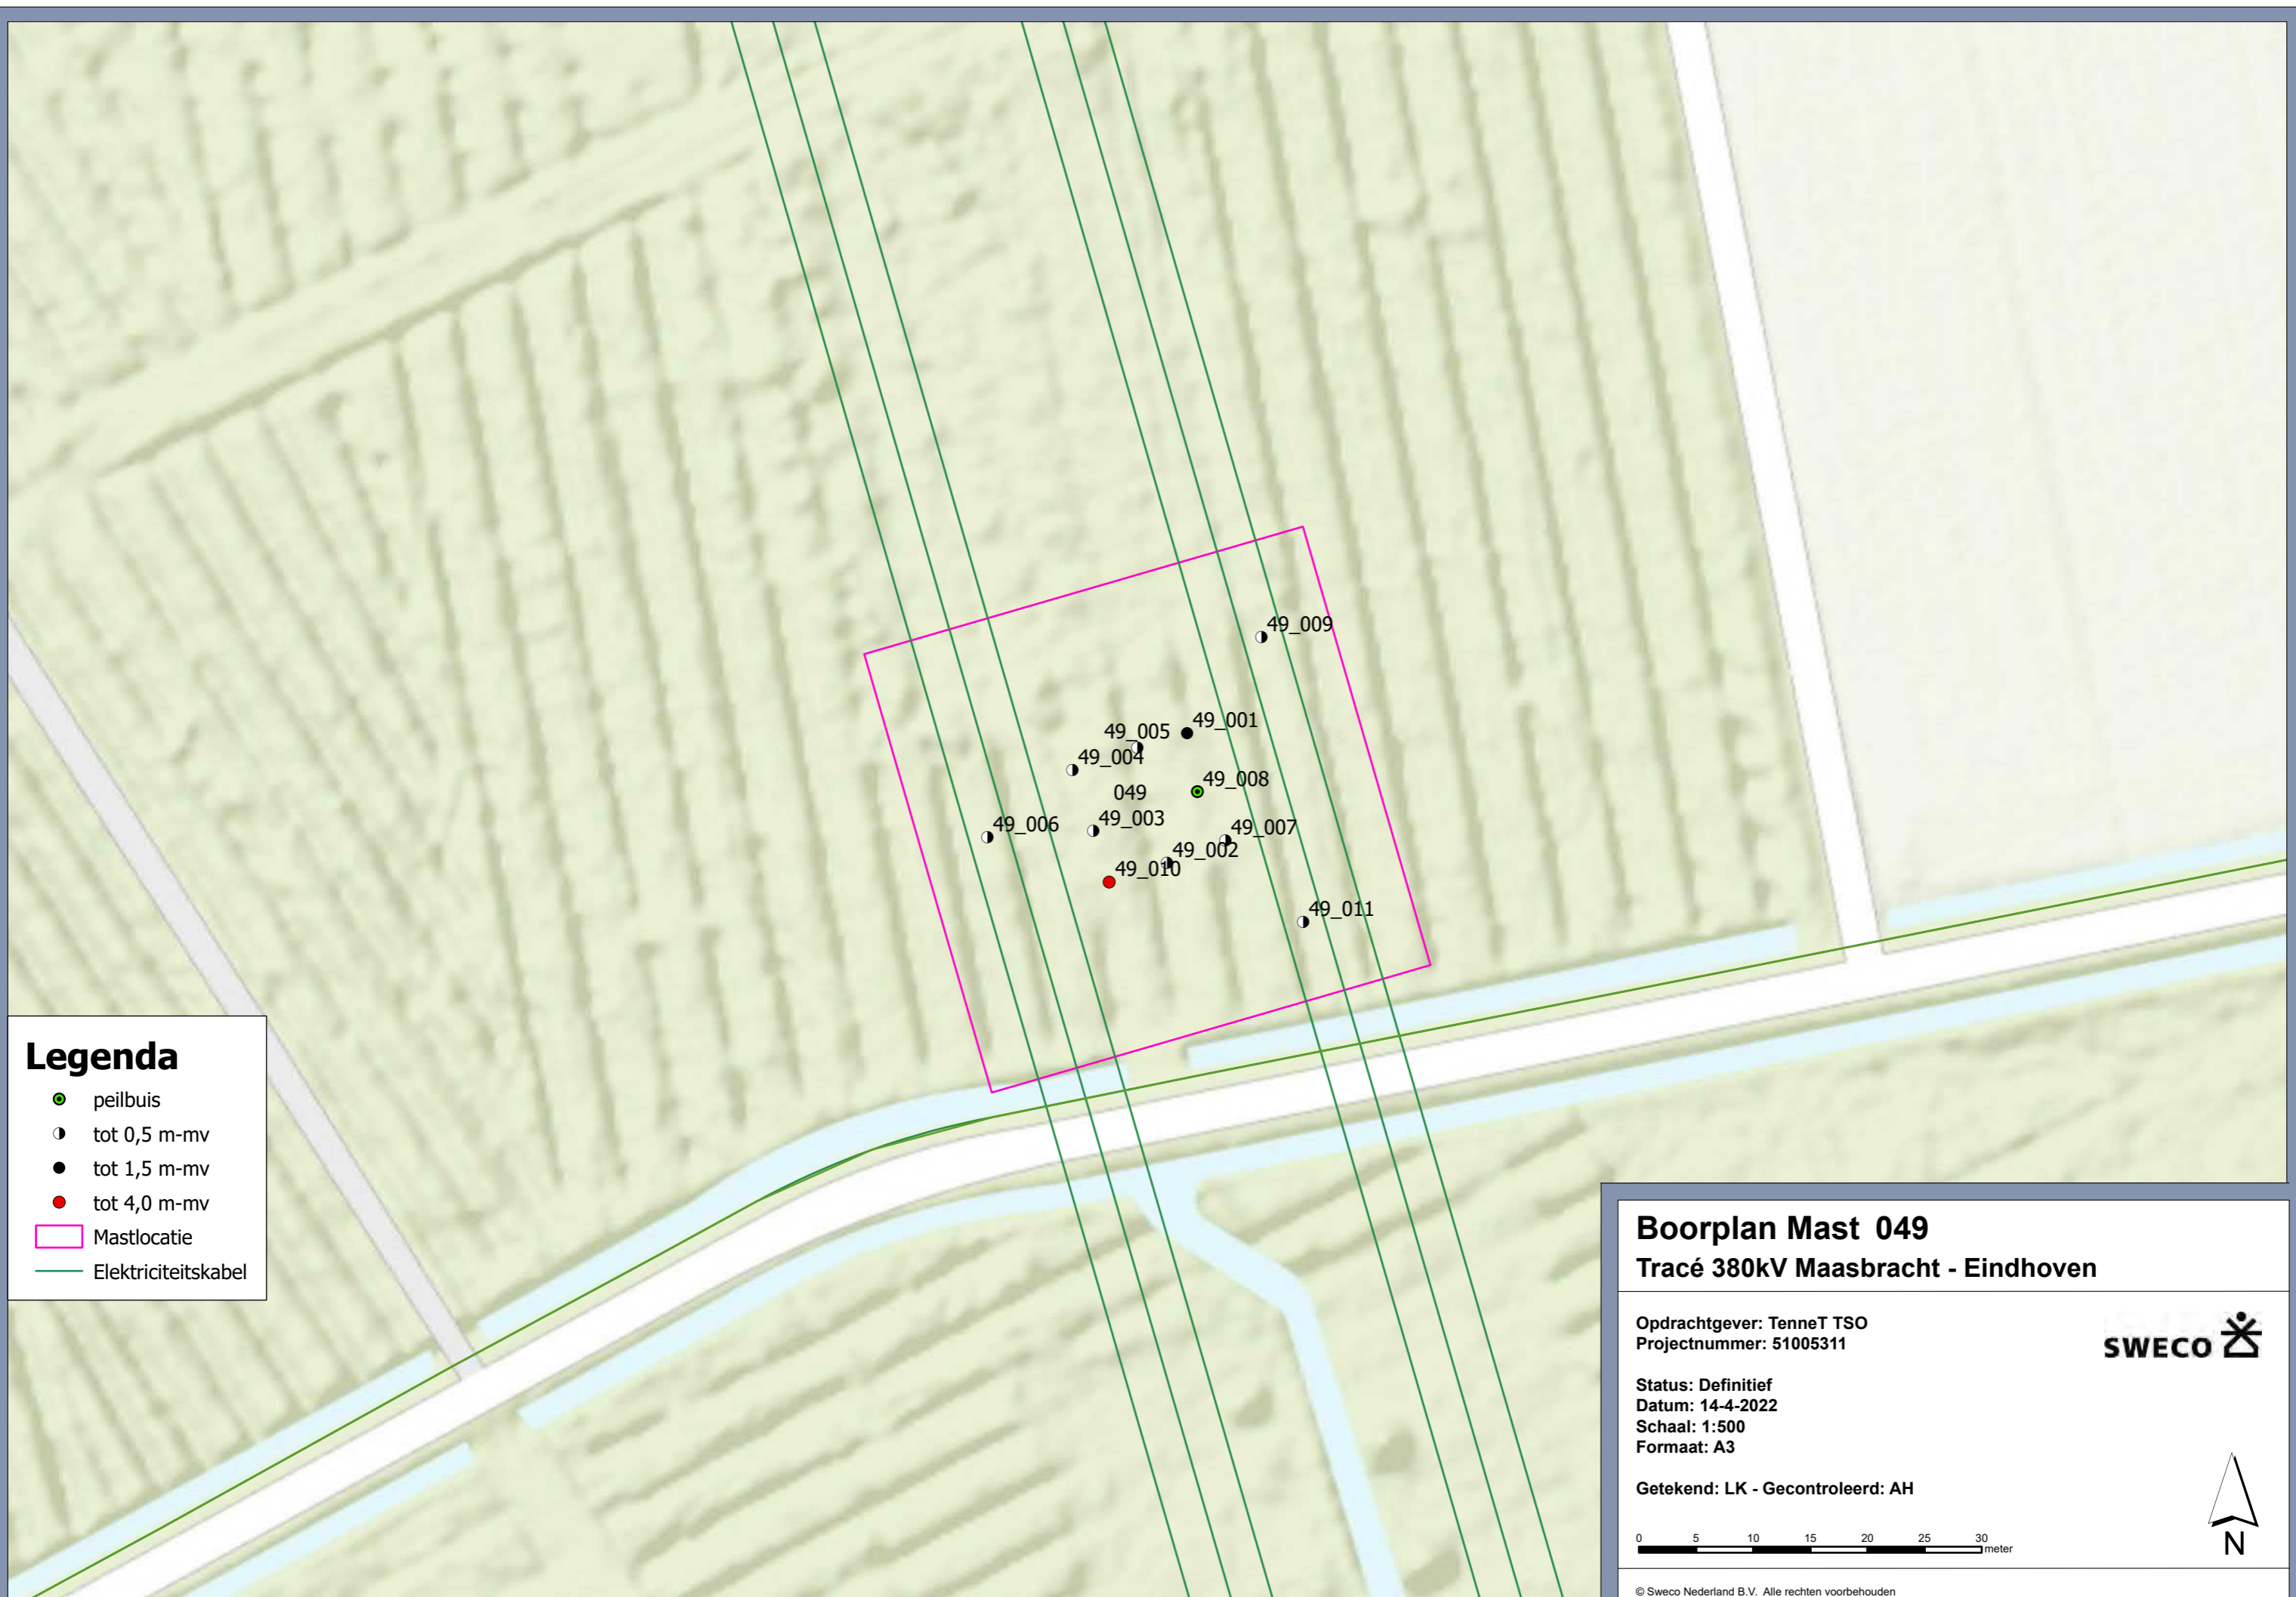 49_009
49_001
49_005
49_004
49_008
049
49_003
49_006
49_007
49_002
49_010
49_011
Legenda
peilbuis
tot 0,5 m-mv
tot 1,5 m-mv
tot 4,0 m-mv
Mastlocatie
Elektriciteitskabel
Boorplan Mast 049
Tracé 380kV Maasbracht - Eindhoven
Opdrachtgever: TenneT TSO
Projectnummer: 51005311
SWECO
Status: Definitief
Datum: 14-4-2022
Schaal: 1:500
Formaat: A3
Getekend: LK - Gecontroleerd: AH
0 5 10 15 20 25 30
meter
N
© Sweco Nederland B.V. Alle rechten voorbehouden